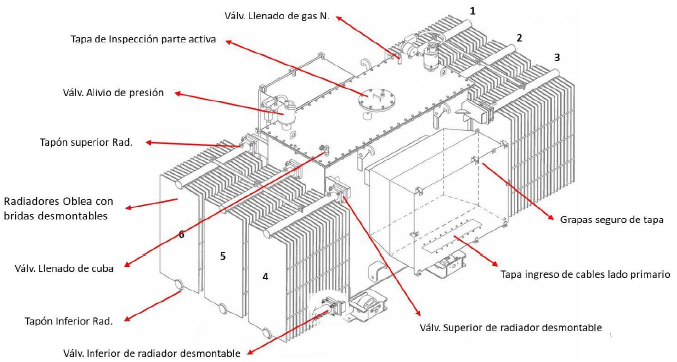 Válv. Llenado de gas N.
1
Tapa de Inspección parte activa
2
3
Válv. Alivio de presión
Tapón superior Rad.
Radiadores Oblea con
bridas desmontables
Grapas seguro de tapa
6
5
4
Válv. Llenado de cuba
Tapa ingreso de cables lado primario
Tapón Inferior Rad.
Válv. Superior de radiador desmontable
Válv. Inferior de radiador desmontable